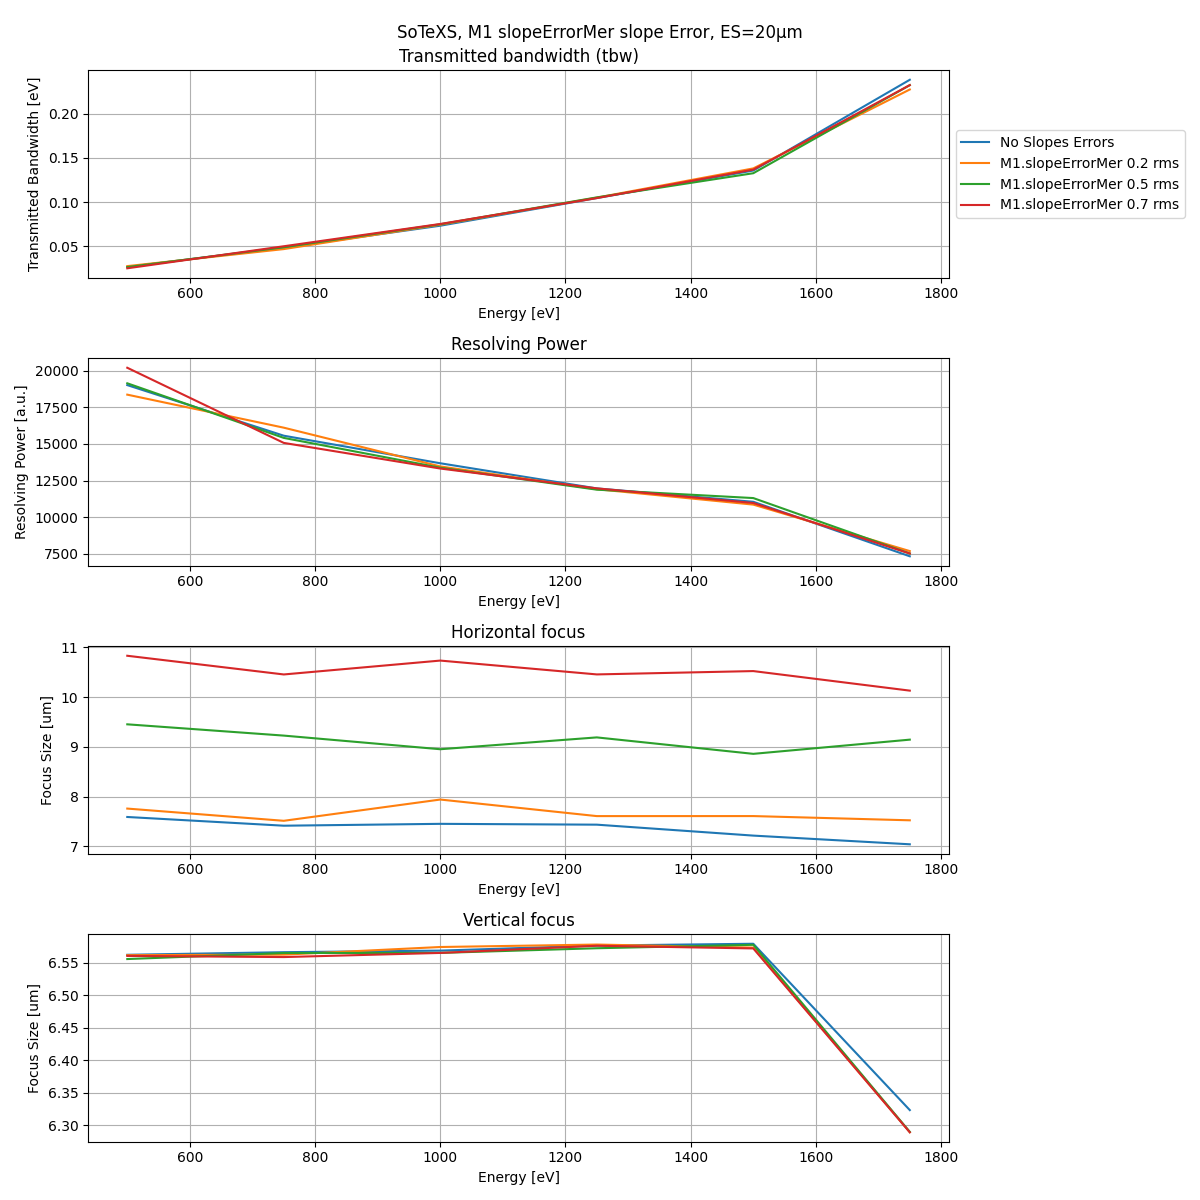 SoTeXS, M1 slopeErrorMer slope Error, ES=20μm
Transmitted bandwidth (tbw)
Transmitted Bandwidth [eV]
0.20
0.15
0.10
0.05
600 800 1000 1200 1400 1600 1800
Energy [eV]
No Slopes Errors
M1.slopeErrorMer 0.2 rms
M1.slopeErrorMer 0.5 rms
M1.slopeErrorMer 0.7 rms
Resolving Power
Resolving Power [a.u.]
20000
17500
15000
12500
10000
7500
600 800 1000 1200 1400 1600 1800
Energy [eV]
Horizontal focus
Focus Size [um]
11
10
9
8
7
600 800 1000 1200 1400 1600 1800
Energy [eV]
Vertical focus
Focus Size [um]
6.55
6.50
6.45
6.40
6.35
6.30
600 800 1000 1200 1400 1600 1800
Energy [eV]